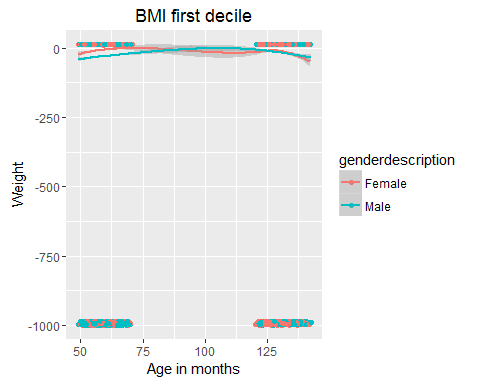 BMI first decile
0
-250
-500
-750
-1000
Weight
50
75
100
125
Age in months
genderdescription
Female
Male